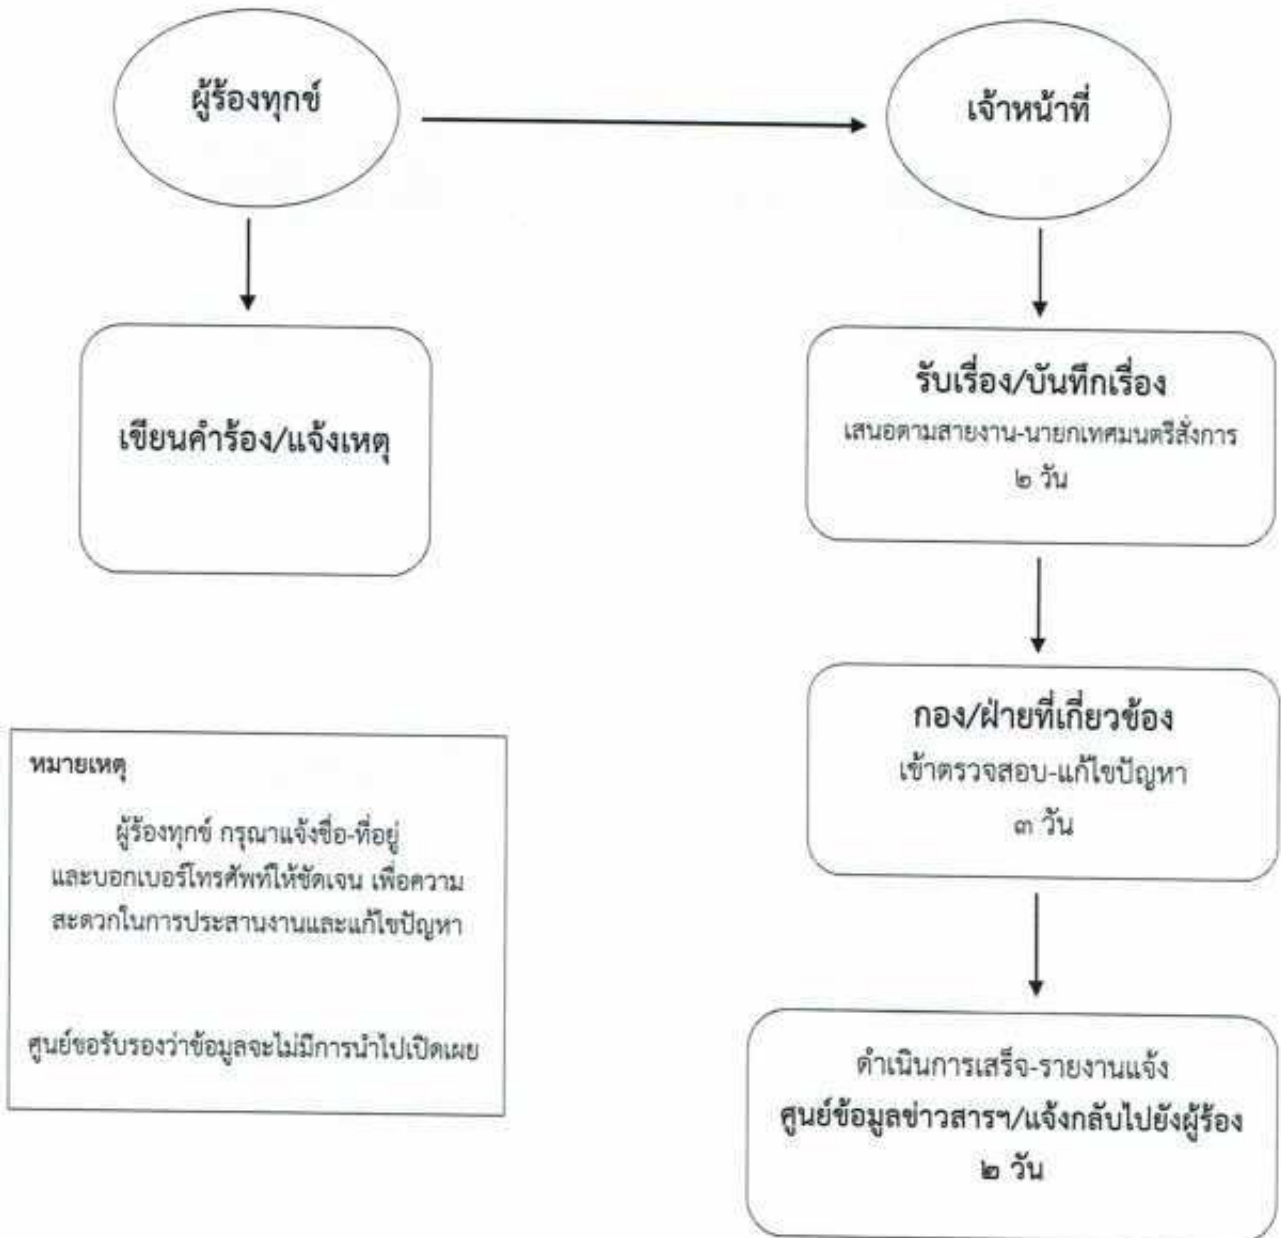 ผู้ร้องทุกข์
เจ้าหน้าที่
เขียนคำร้อง/แจ้งเหตุ
รับเรื่อง/บันทึกเรื่อง
เสนอตามสายงาน-นายกเทศมนตรีสั่งการ
๒ วัน
กอง/ฝ่ายที่เกี่ยวข้อง
เข้าตรวจสอบ-แก้ไขปัญหา
๓ วัน
หมายเหตุ
ผู้ร้องทุกข์ กรุณาแจ้งชื่อ-ที่อยู่
และบอกเบอร์โทรศัพท์ให้ชัดเจน เพื่อความ
สะดวกในการประสานงานและแก้ไขปัญหา
ศูนย์ขอรับรองว่าข้อมูลจะไม่มีการนำไปเปิดเผย
ดำเนินการเสร็จ-รายงานแจ้ง
ศูนย์ข้อมูลข่าวสารฯ/แจ้งกลับไปยังผู้ร้อง
๒ วัน